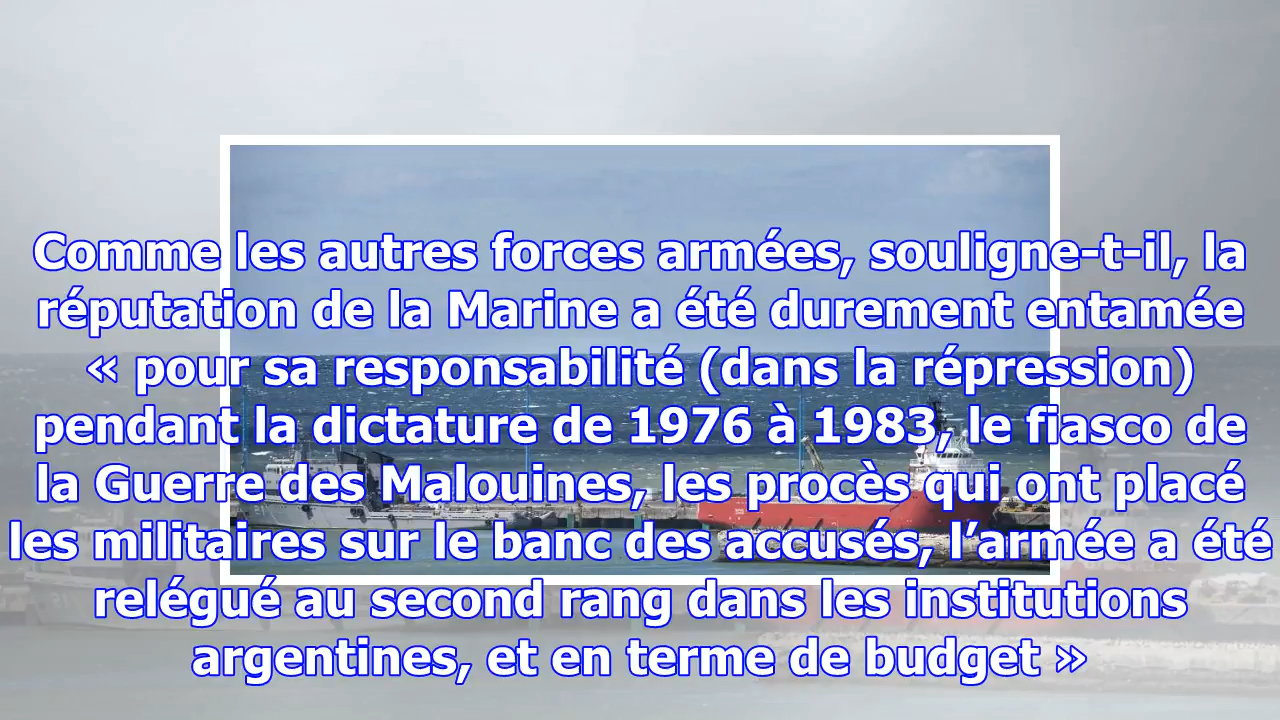 Comme les autres forces armées, souligne-t-il, la
réputation de la Marine a été durement entamée
« pour sa responsabilité (dans la répression)
pendant la dictature de 1976 à 1983, le fiasco de
la Guerre des Malouines, les procès qui ont placé
les militaires sur le banc des accusés, l’armée a été
relégué au second rang dans les institutions
argentines, et en terme de budget »